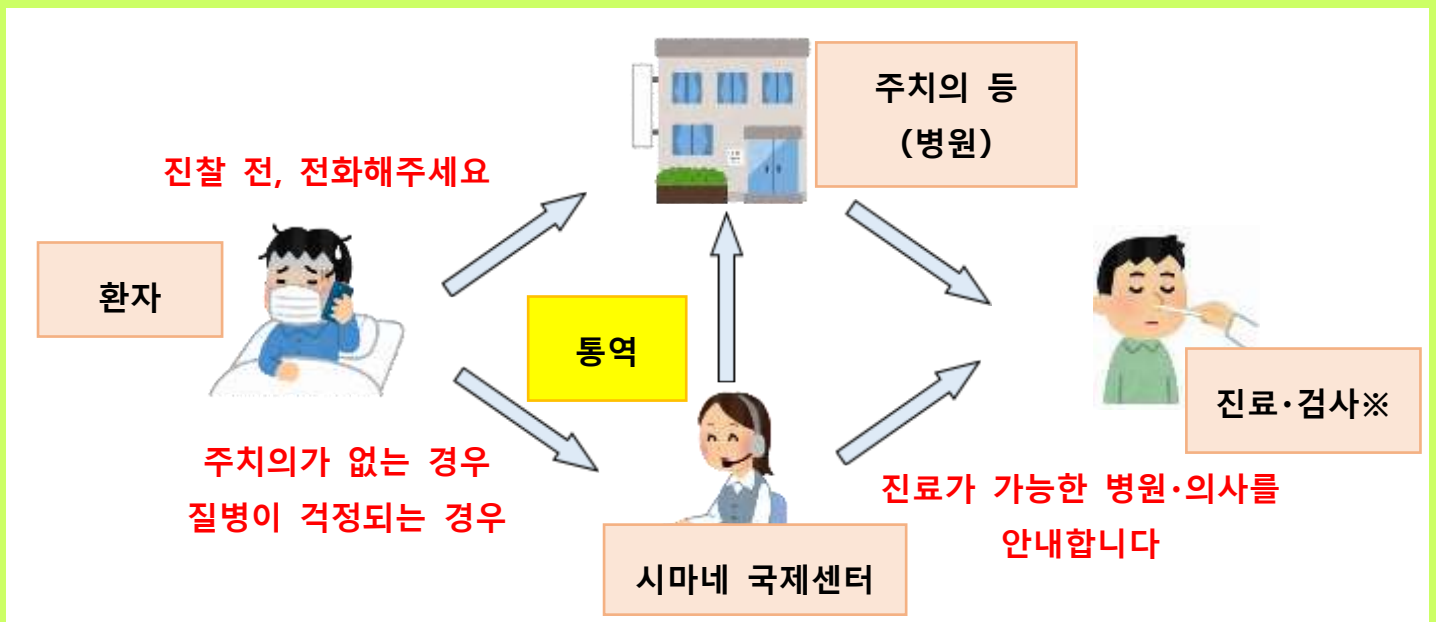 주치의 등
(병원)
진찰 전, 전화해주세요
환자
통역
진료·검사※
주치의가 없는 경우
질병이 걱정되는 경우
진료가 가능한 병원·의사를
안내합니다
시마네 국제센터